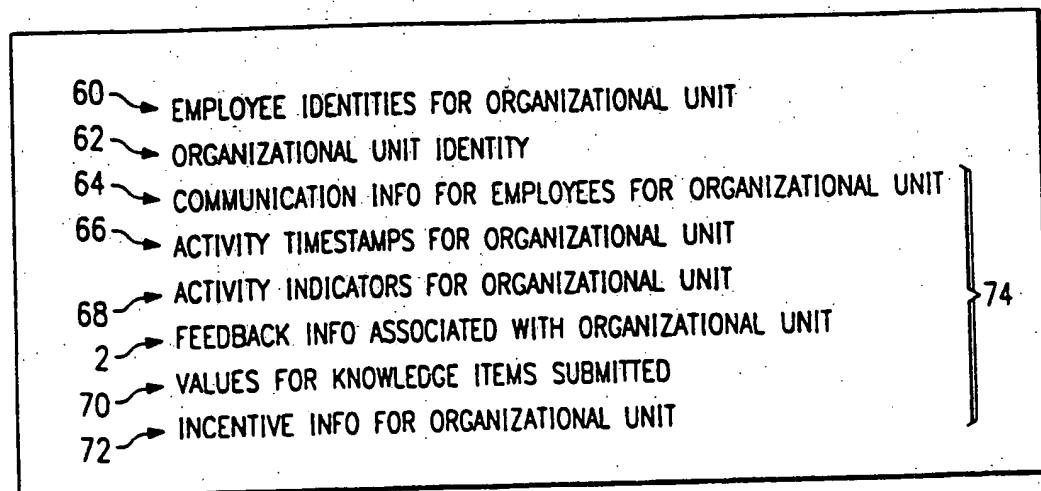 60 EMPLOYEE IDENTITIES FOR ORGANIZATIONAL UNIT
62 ORGANIZATIONAL UNIT IDENTITY
64 COMMUNICATION INFO FOR EMPLOYEES FOR ORGANIZATIONAL UNIT
66 ACTIVITY TIMESTAMPS FOR ORGANIZATIONAL UNIT
68 ACTIVITY INDICATORS FOR ORGANIZATIONAL UNIT
74
2 FEEDBACK INFO ASSOCIATED WITH ORGANIZATIONAL UNIT
70 VALUES FOR KNOWLEDGE ITEMS SUBMITTED
72 INCENTIVE INFO FOR ORGANIZATIONAL UNIT